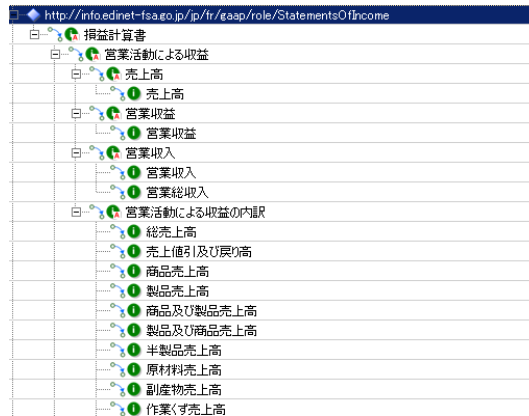 http://info.edinet-fsa.go.jp/jp/fr/gaap/role/StatementsOfIncome
損益計算書
営業活動による収益
売上高
売上高
営業収益
営業収益
営業収入
営業収入
営業総収入
営業活動による収益の内訳
総売上高
売上値引及び戻り高
商品売上高
製品売上高
商品及び製品売上高
製品及び商品売上高
半製品売上高
原材料売上高
副産物売上高
作業くず売上高